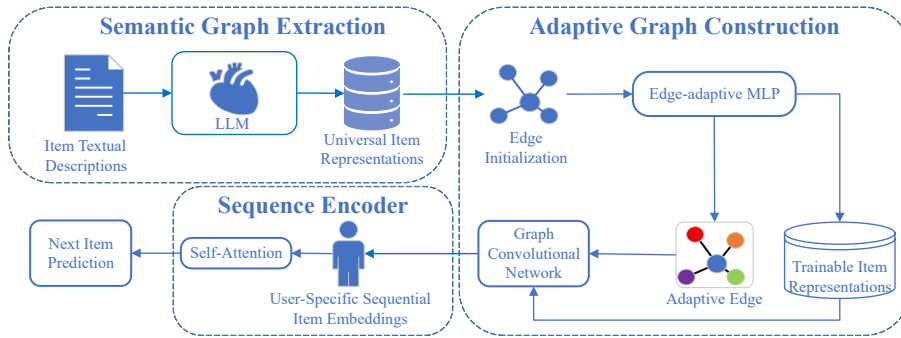 Semantic Graph Extraction
LLM
Item Textual
Descriptions
Universal Item
Representations
Adaptive Graph Construction
Edge
Initialization
Edge-adaptive MLP
Adaptive Edge
Trainable Item
Representations
Graph
Convolutional
Network
Sequence Encoder
User-Specific Sequential
Item Embeddings
Self-Attention
Next Item
Prediction